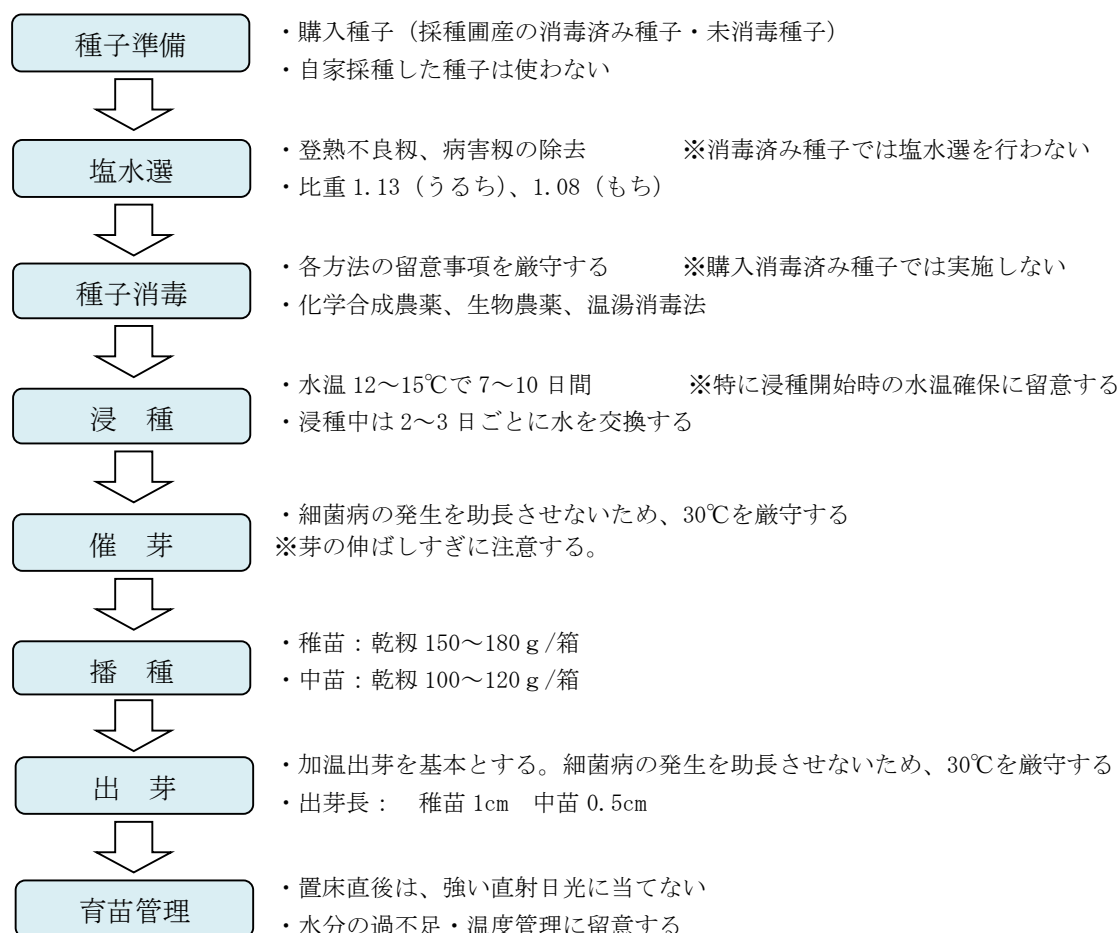 種子準備
・購入種子（採種圃産の消毒済み種子・未消毒種子）
・自家採種した種子は使わない
塩水選
・登熟不良籾、病害籾の除去　　　※消毒済み種子では塩水選を行わない
・比重 1.13（うるち）、1.08（もち）
種子消毒
・各方法の留意事項を厳守する　　　※購入消毒済み種子では実施しない
・化学合成農薬、生物農薬、温湯消毒法
浸　種
・水温 12～15℃で 7～10 日間　　　※特に浸種開始時の水温確保に留意する
・浸種中は 2～3 日ごとに水を交換する
催　芽
・細菌病の発生を助長させないため、30℃を厳守する
※芽の伸ばしすぎに注意する。
播　種
・稚苗：乾籾 150～180ｇ/箱
・中苗：乾籾 100～120ｇ/箱
出　芽
・加温出芽を基本とする。細菌病の発生を助長させないため、30℃を厳守する
・出芽長：　稚苗 1cm　中苗 0.5cm
育苗管理
・置床直後は、強い直射日光に当てない
・水分の過不足・温度管理に留意する